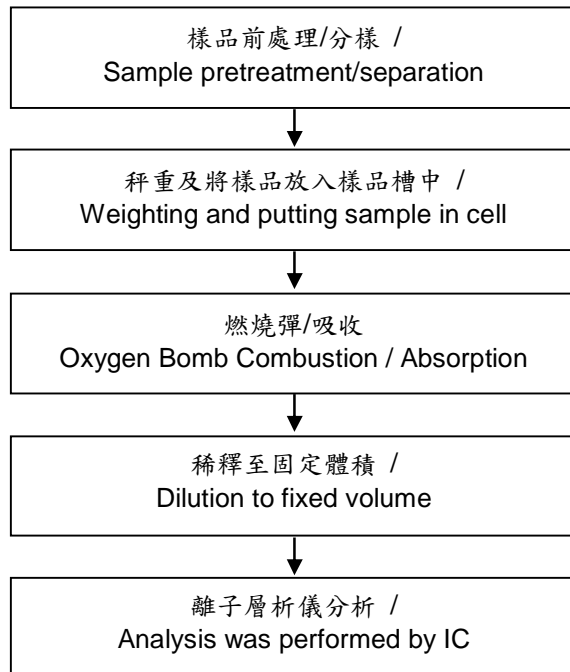 樣品前處理/分樣 /
Sample pretreatment/separation
秤重及將樣品放入樣品槽中 /
Weighting and putting sample in cell
燃燒彈/吸收
Oxygen Bomb Combustion / Absorption
稀釋至固定體積 /
Dilution to fixed volume
離子層析儀分析 /
Analysis was performed by IC